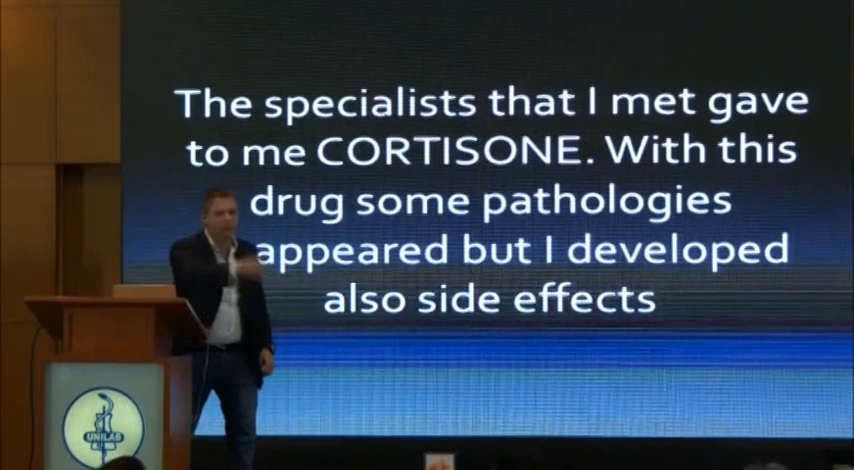 The specialists that I met gave
to me CORTISONE. With this
drug some pathologies
appeared but I developed
also side effects
UNILAB